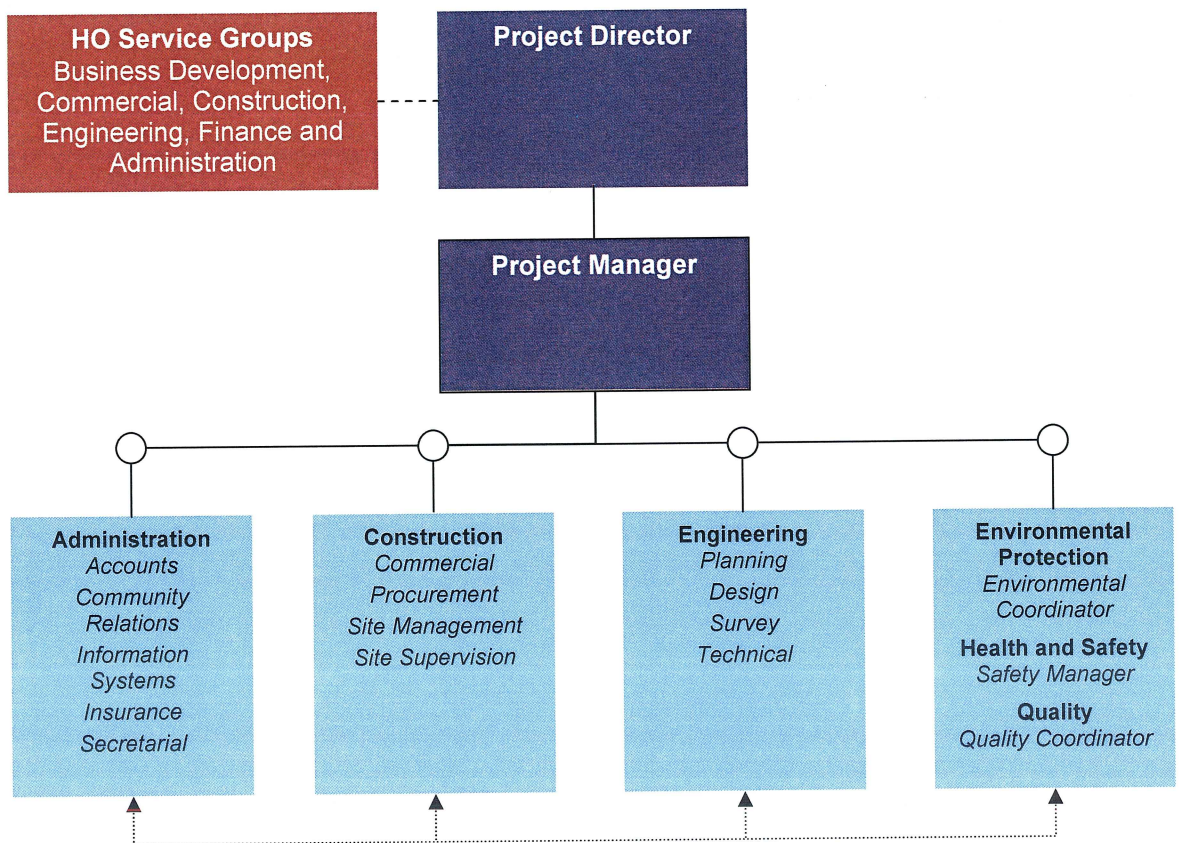 HO Service Groups
Business Development,
Commercial, Construction,
Engineering, Finance and
Administration
Project Director
Project Manager
Administration
Accounts
Community
Relations
Information
Systems
Insurance
Secretarial
Construction
Commercial
Procurement
Site Management
Site Supervision
Engineering
Planning
Design
Survey
Technical
Environmental
Protection
Environmental
Coordinator
Health and Safety
Safety Manager
Quality
Quality Coordinator